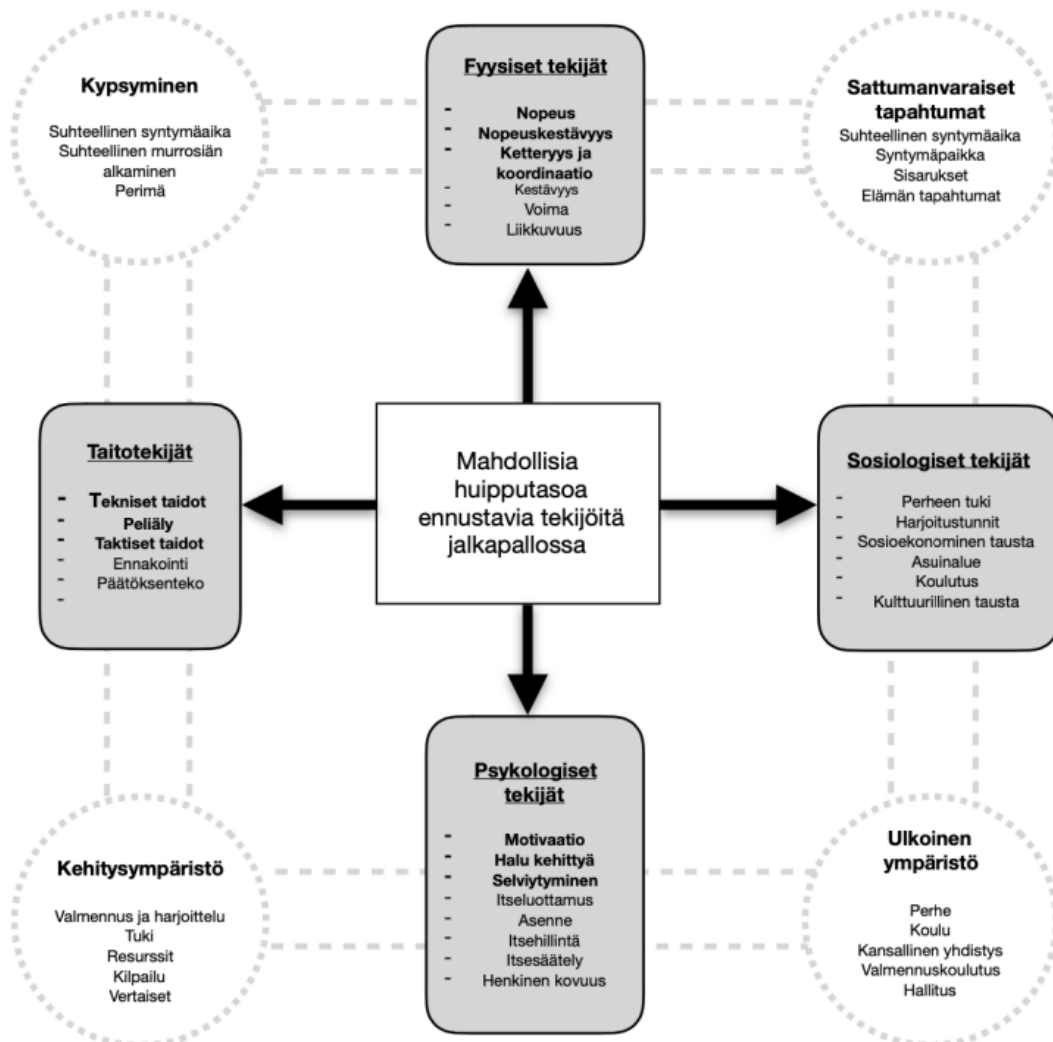 Kypsyminen
Suhteellinen syntymäaika
Suhteellinen murrosiän
alkaminen
Perimä
Fyysiset tekijät
- Nopeus
- Nopeuskestävyys
- Ketteryys ja
koordinaatio
- Kestävyys
- Voima
- Liikkuvuus
Sattumanvaraiset
tapahtumat
Suhteellinen syntymäaika
Syntymäpaikka
Sisarukset
Elämän tapahtumat
Taitotekijät
- Tekniset taidot
- Peliäly
- Taktiset taidot
- Ennakointi
- Päätöksenteko
-
Mahdollisia
huipputasoa
ennustavia tekijöitä
jalkapallossa
Sosiologiset tekijät
- Perheen tuki
- Harjoitustunnit
- Sosioekonominen tausta
- Asuinalue
- Koulutus
- Kulttuurillinen tausta
Kehitysympäristö
Valmennus ja harjoittelu
Tuki
Resurssit
Kilpailu
Vertaiset
Psykologiset
tekijät
- Motivaatio
- Halu kehittyä
- Selviytyminen
- Itseluottamus
- Asenne
- Itsehillintä
- Itsesäätely
- Henkinen kovuus
Ulkoinen
ympäristö
Perhe
Koulu
Kansallinen yhdistys
Valmennuskoulutus
Hallitus